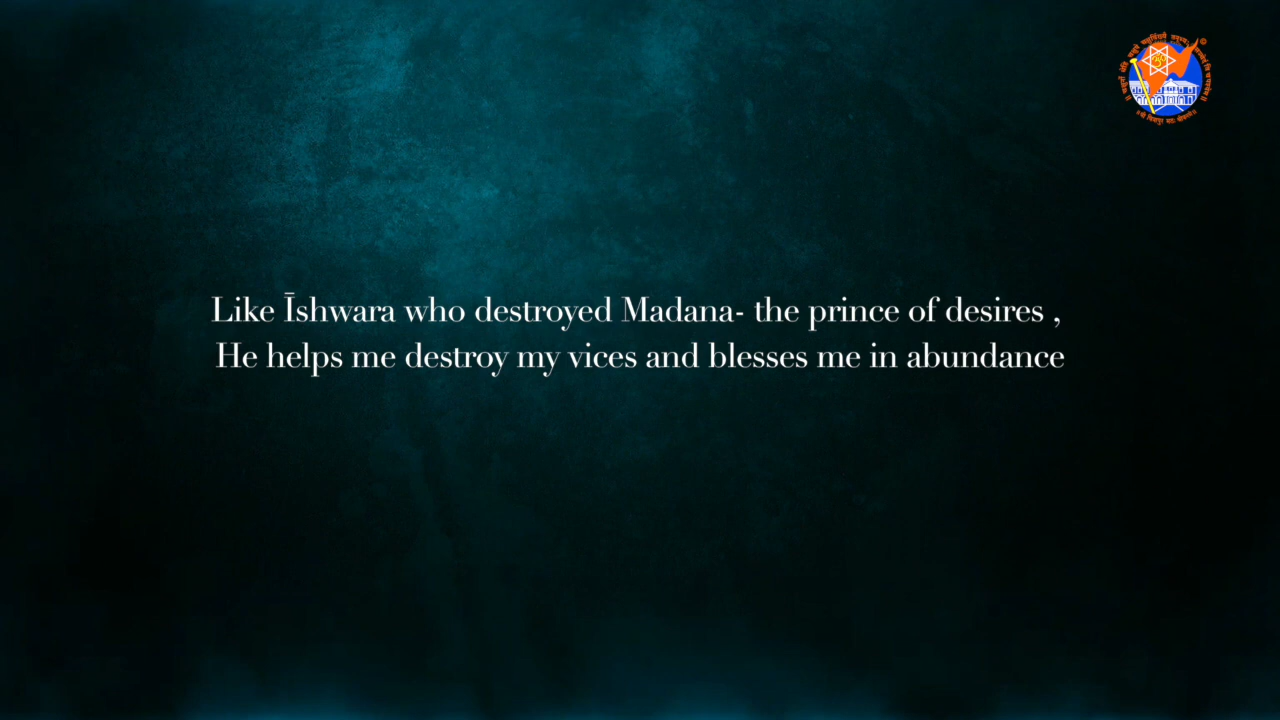 Like Īshwara who destroyed Madana- the prince of desires ,
He helps me destroy my vices and blesses me in abundance